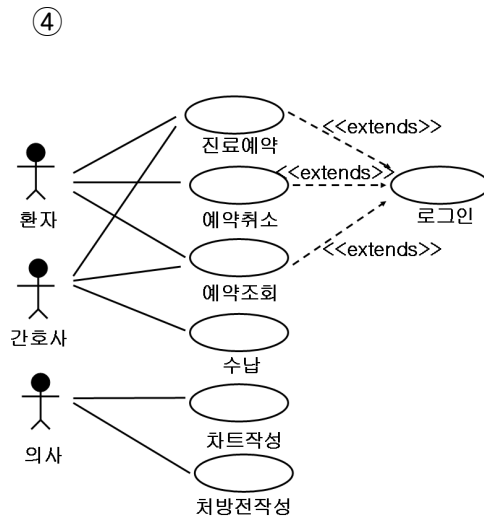 ④
진료예약
<<extends>>
환자
예약취소
<<extends>>
로그인
예약조회
<<extends>>
간호사
수납
의사
차트작성
처방전작성